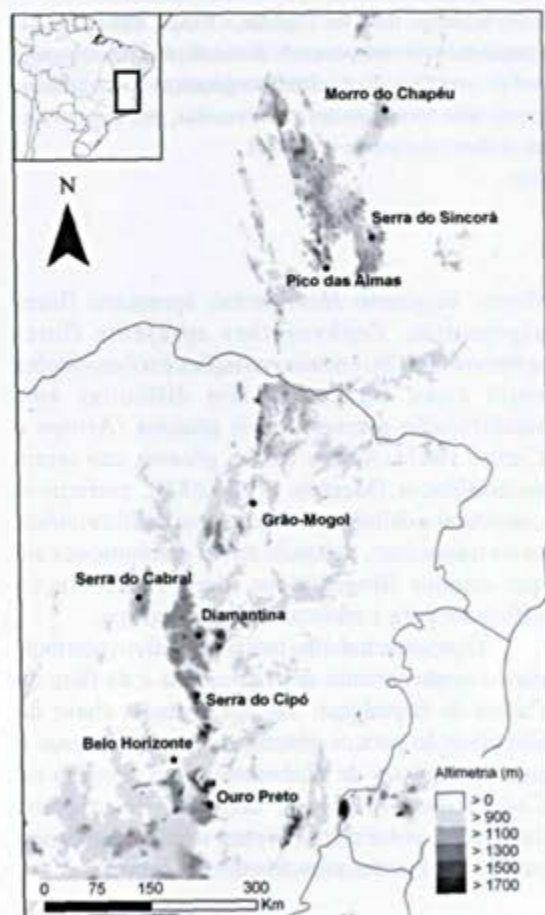 Morro do Chapéu
N
Serra do Sincorá
Pico das Almas
Grão-Mogol
Serra do Cabral
Diamantina
Serra do Cipó
Belo Horizonte
Ouro Preto
Altimetria (m)
> 0
> 900
> 1100
> 1300
> 1500
> 1700
0 75 150 300
Km